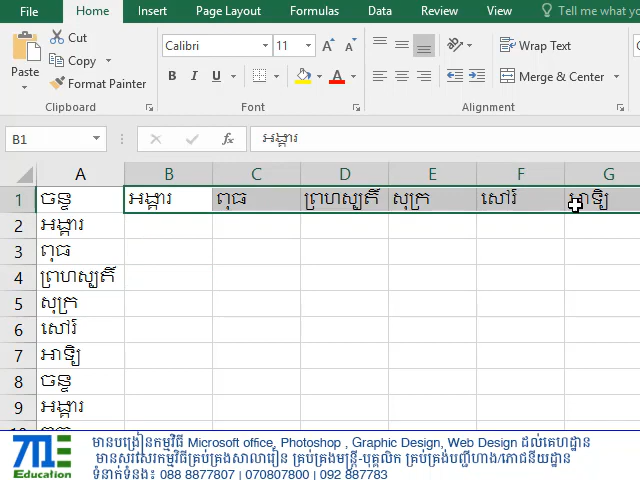 File Home Insert Page Layout Formulas Data Review View Tell me what yo
Cut
Calibri 11 Wrap Text
Copy
Paste
Format Painter B I U Merge & Center
Clipboard Font Alignment
B1 fx អង្គារ
A B C D E F G
1 ចន្ទ អង្គារ ពុធ ព្រហស្បតិ៍ សុក្រ សៅរ៍ អាទិត្យ
2 អង្គារ
3 ពុធ
4 ព្រហស្បតិ៍
5 សុក្រ
6 សៅរ៍
7 អាទិត្យ
8 ចន្ទ
9 អង្គារ
មានបង្រៀនកម្មវិធី Microsoft office, Photoshop , Graphic Design, Web Design ដល់គេហដ្ឋាន
មានសរសេរកម្មវិធីគ្រប់គ្រងសាលារៀន គ្រប់គ្រងមន្រ្តី-បុគ្គលិក គ្រប់គ្រងបញ្ជីហាង/ភោជនីយដ្ឋាន
Education ទំនាក់ទំនង៖ 088 8877807 | 070807800 | 092 887783